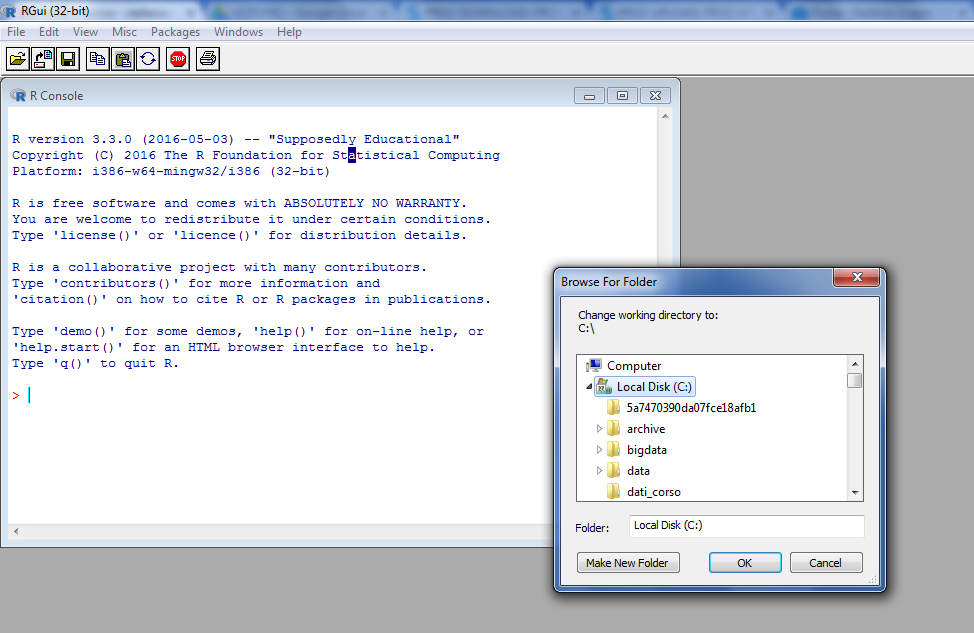 RGui (32-bit)
File Edit View Misc Packages Windows Help
STOP
R Console
R version 3.3.0 (2016-05-03) -- "Supposedly Educational"
Copyright (C) 2016 The R Foundation for Statistical Computing
Platform: i386-w64-mingw32/i386 (32-bit)
R is free software and comes with ABSOLUTELY NO WARRANTY.
You are welcome to redistribute it under certain conditions.
Type 'license()' or 'licence()' for distribution details.
R is a collaborative project with many contributors.
Type 'contributors()' for more information and
'citation()' on how to cite R or R packages in publications.
Type 'demo()' for some demos, 'help()' for on-line help, or
'help.start()' for an HTML browser interface to help.
Type 'q()' to quit R.
>
Browse For Folder
Change working directory to:
C:\
Computer
Local Disk (C:)
5a7470390da07fce18afb1
archive
bigdata
data
dati_corso
Folder: Local Disk (C:)
Make New Folder OK Cancel